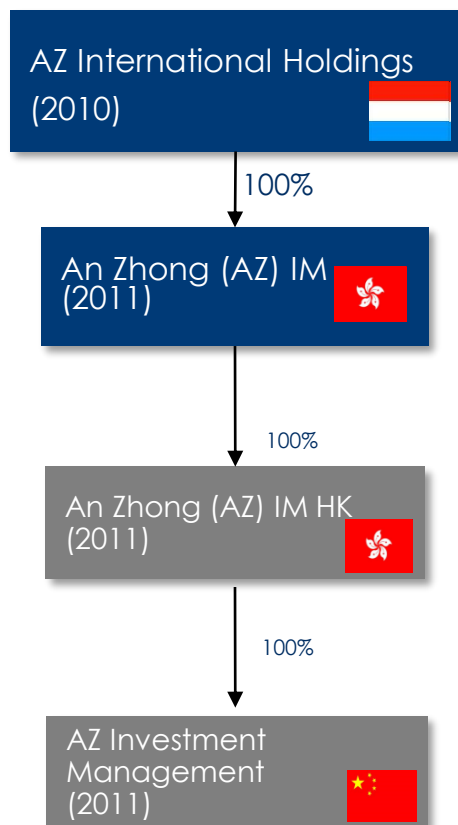 AZ International Holdings
(2010)
100%
An Zhong (AZ) IM
(2011)
100%
An Zhong (AZ) IM HK
(2011)
100%
AZ Investment
Management
(2011)